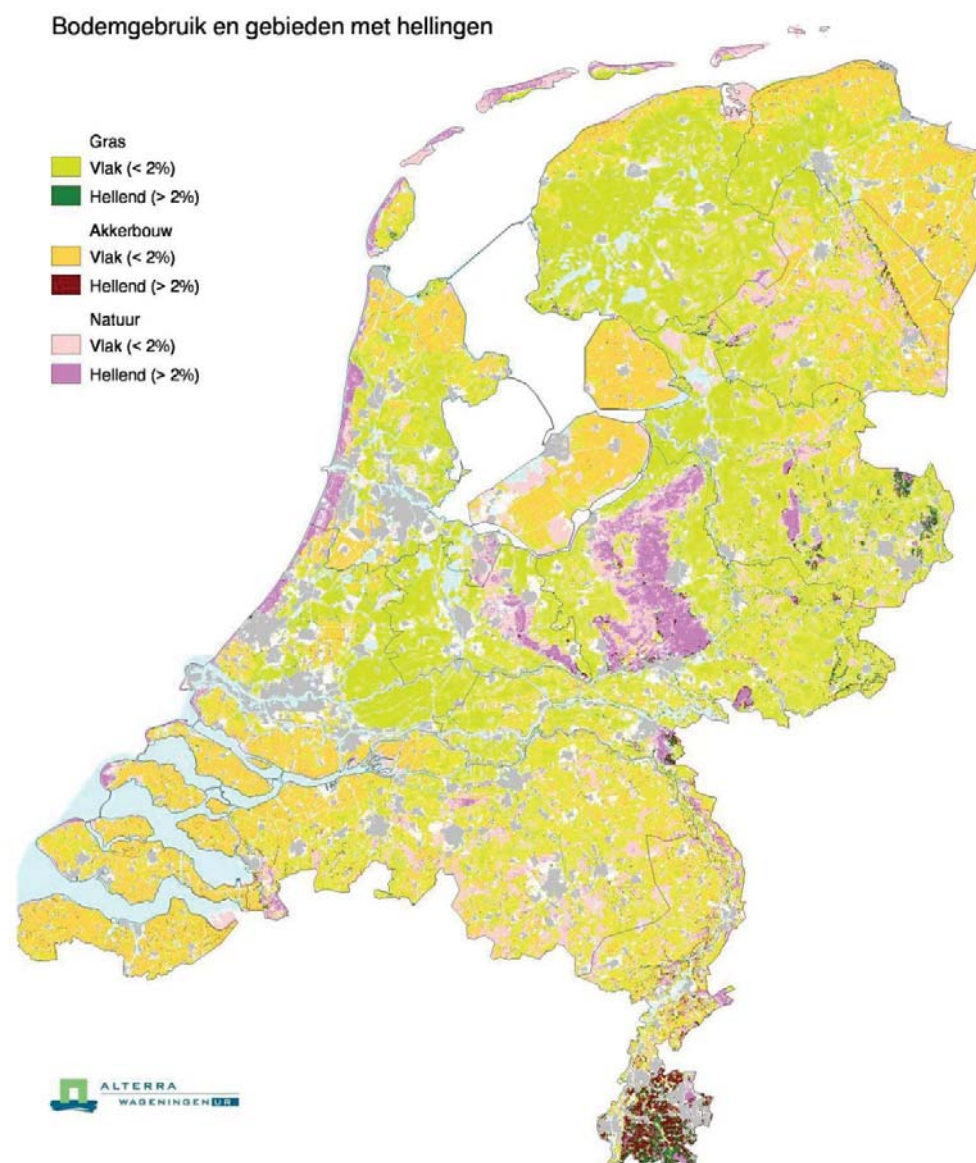 Bodemgebruik en gebieden met hellingen
Gras
Vlak (< 2%)
Hellend (> 2%)
Akkerbouw
Vlak (< 2%)
Hellend (> 2%)
Natuur
Vlak (< 2%)
Hellend (> 2%)
ALTERRA
WAGENINGEN UR